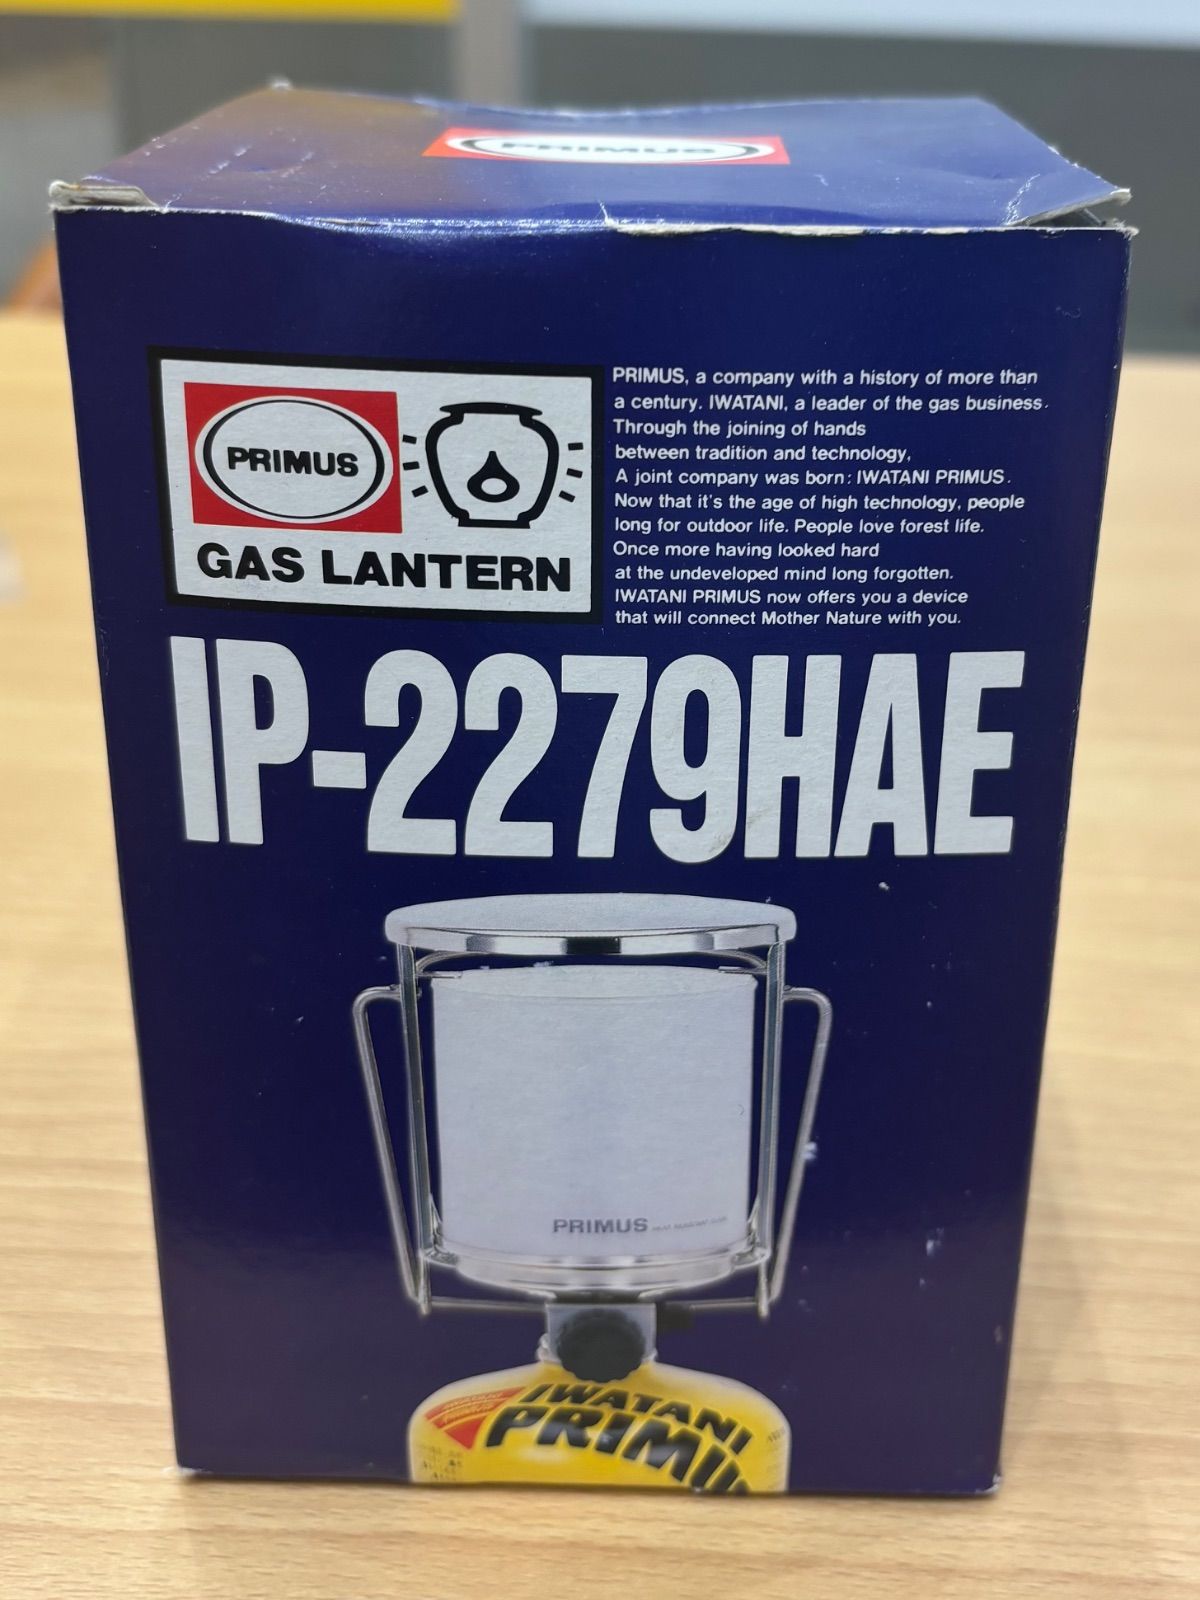 PRIMUS
PRIMUS
GAS LANTERN
PRIMUS, a company with a history of more than
a century. IWATANI, a leader of the gas business.
Through the joining of hands
between tradition and technology,
A joint company was born: IWATANI PRIMUS.
Now that it's the age of high technology, people
long for outdoor life. People love forest life.
Once more having looked hard
at the undeveloped mind long forgotten.
IWATANI PRIMUS now offers you a device
that will connect Mother Nature with you.
IP-2279HAE
PRIMUS
IWATANI
PRIMU